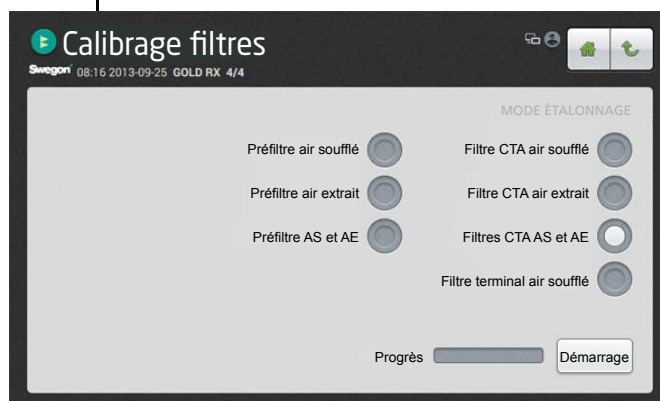 Calibrage filtres
Swegon 08:16 2013-09-25 GOLD RX 4/4
MODE ÉTALONNAGE
Préfiltre air soufflé
Filtre CTA air soufflé
Préfiltre air extrait
Filtre CTA air extrait
Préfiltre AS et AE
Filtres CTA AS et AE
Filtre terminal air soufflé
Progrès
Démarrage